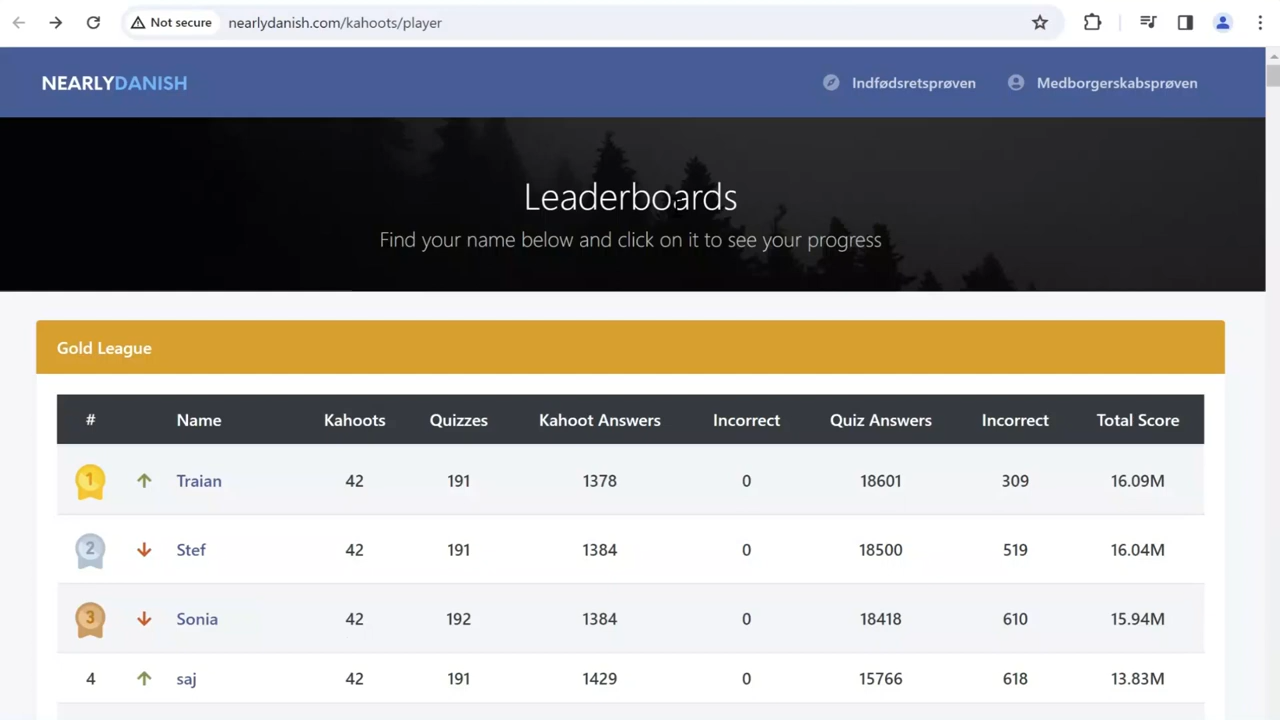 Not secure nearlydanish.com/kahoots/player
NEARLYDANISH Indfødsretsprøven Medborgerskabsprøven
Leaderboards
Find your name below and click on it to see your progress
Gold League
# Name Kahoots Quizzes Kahoot Answers Incorrect Quiz Answers Incorrect Total Score
1 Traian 42 191 1378 0 18601 309 16.09M
2 Stef 42 191 1384 0 18500 519 16.04M
3 Sonia 42 192 1384 0 18418 610 15.94M
4 saj 42 191 1429 0 15766 618 13.83M